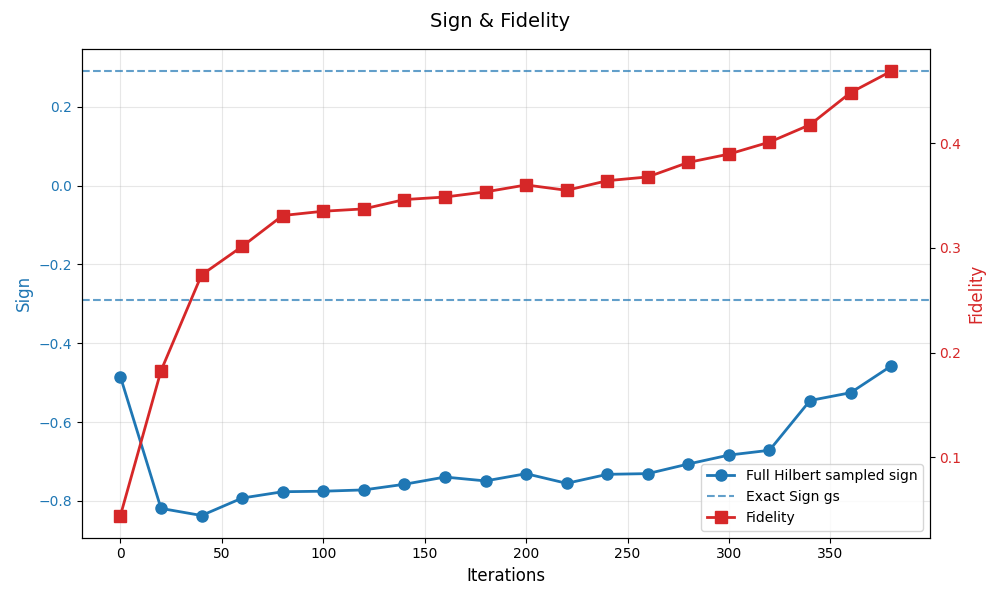 Sign & Fidelity
0.2
0.0
−0.2
−0.4
−0.6
−0.8
Sign
0.4
0.3
0.2
0.1
Fidelity
Full Hilbert sampled sign
Exact Sign gs
Fidelity
0 50 100 150 200 250 300 350
Iterations